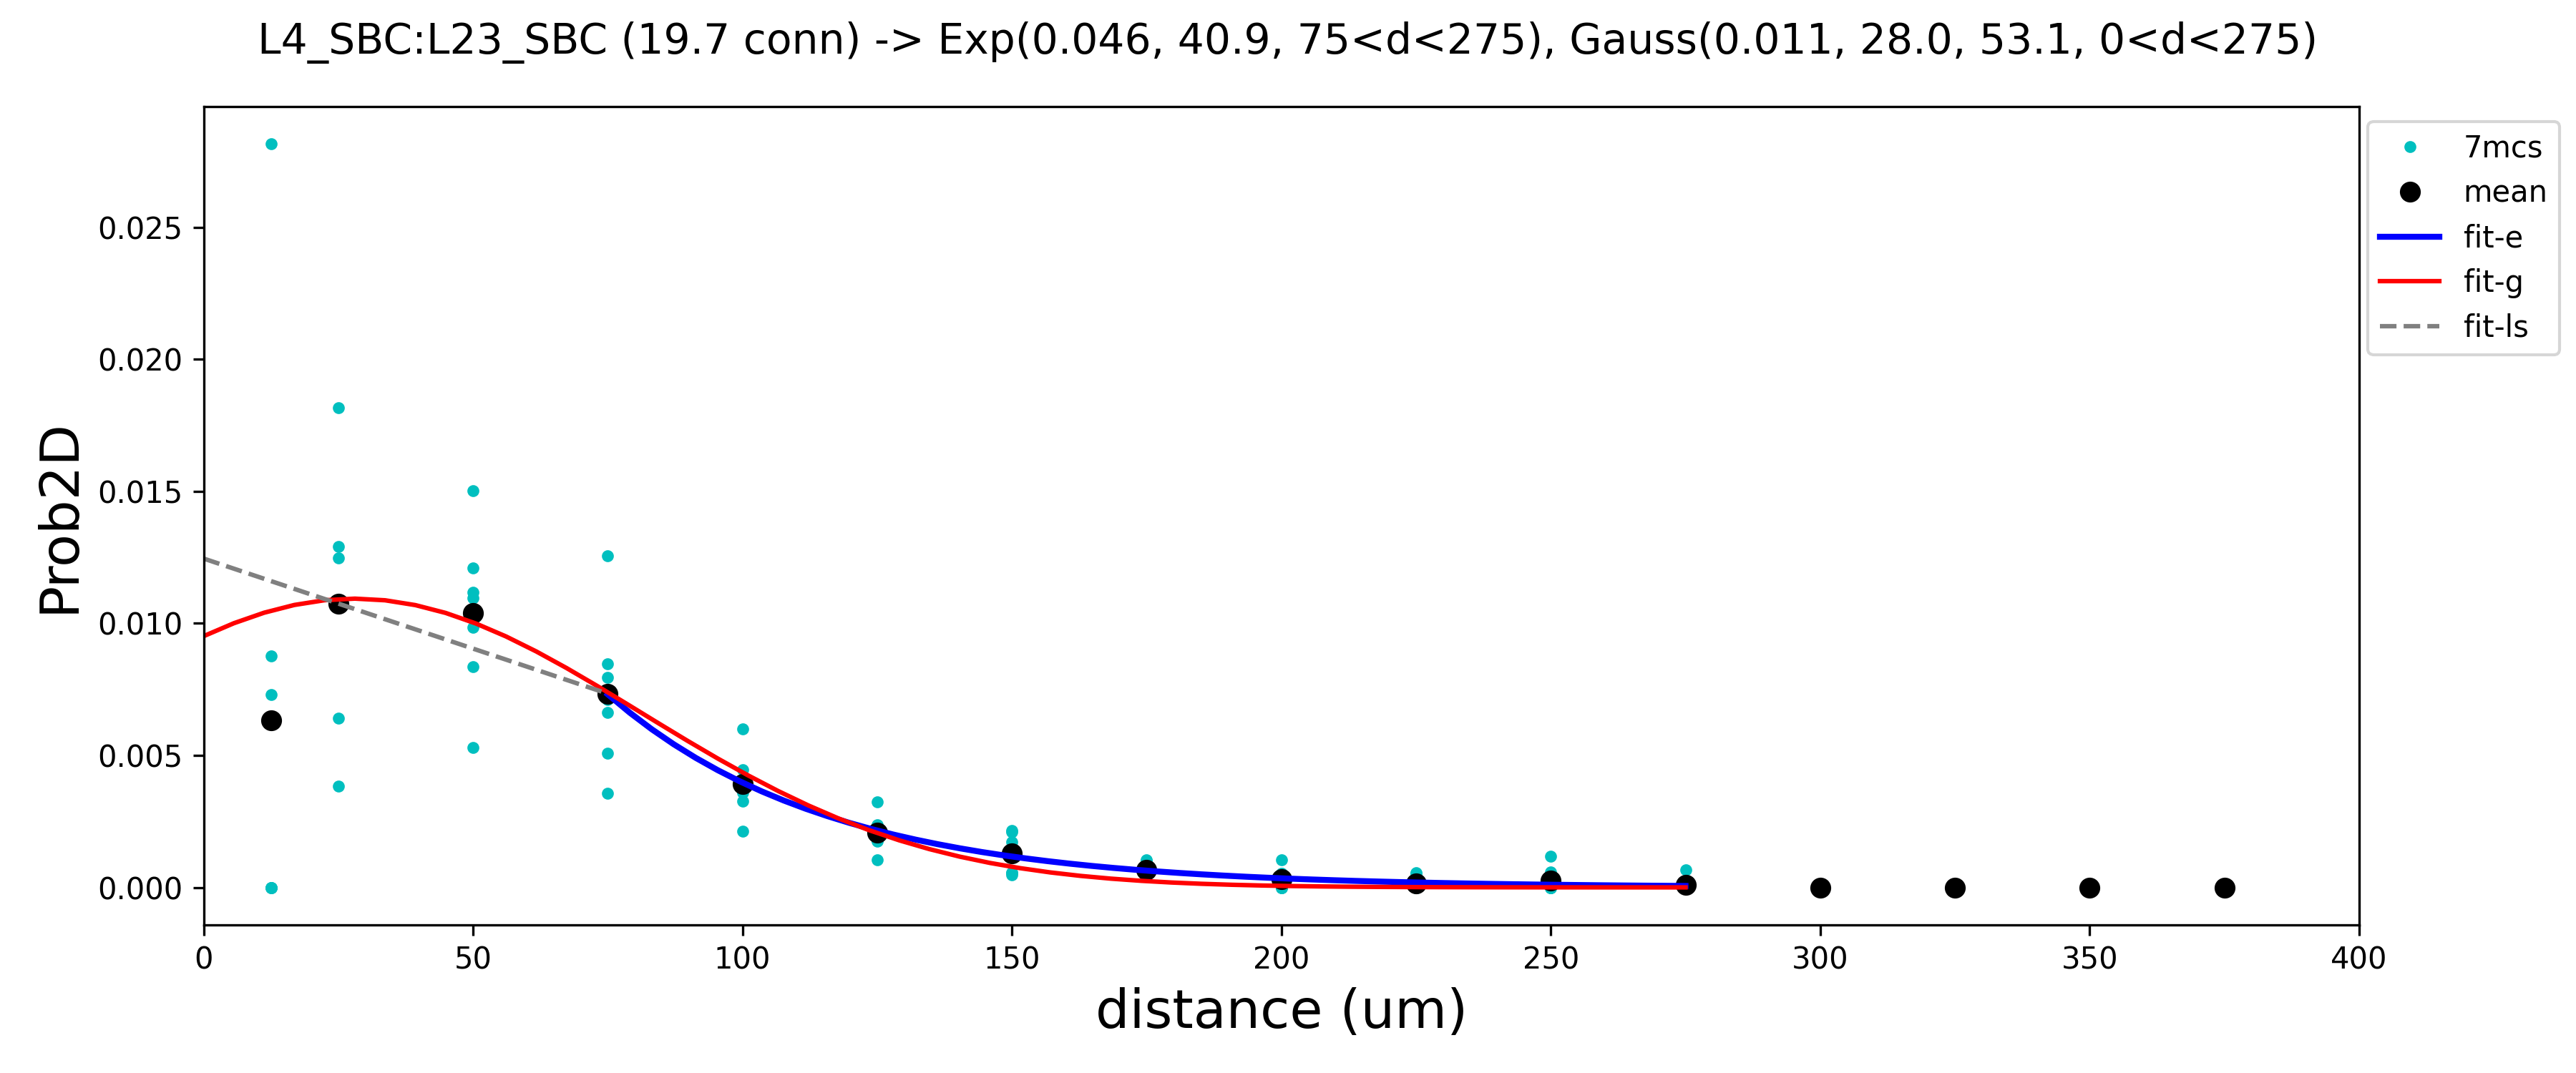 L4_SBC:L23_SBC (19.7 conn) -> Exp(0.046, 40.9, 75<d<275), Gauss(0.011, 28.0, 53.1, 0<d<275)
7mcs
mean
fit-e
fit-g
fit-ls
Prob2D
0.025
0.020
0.015
0.010
0.005
0.000
0 50 100 150 200 250 300 350 400
distance (um)